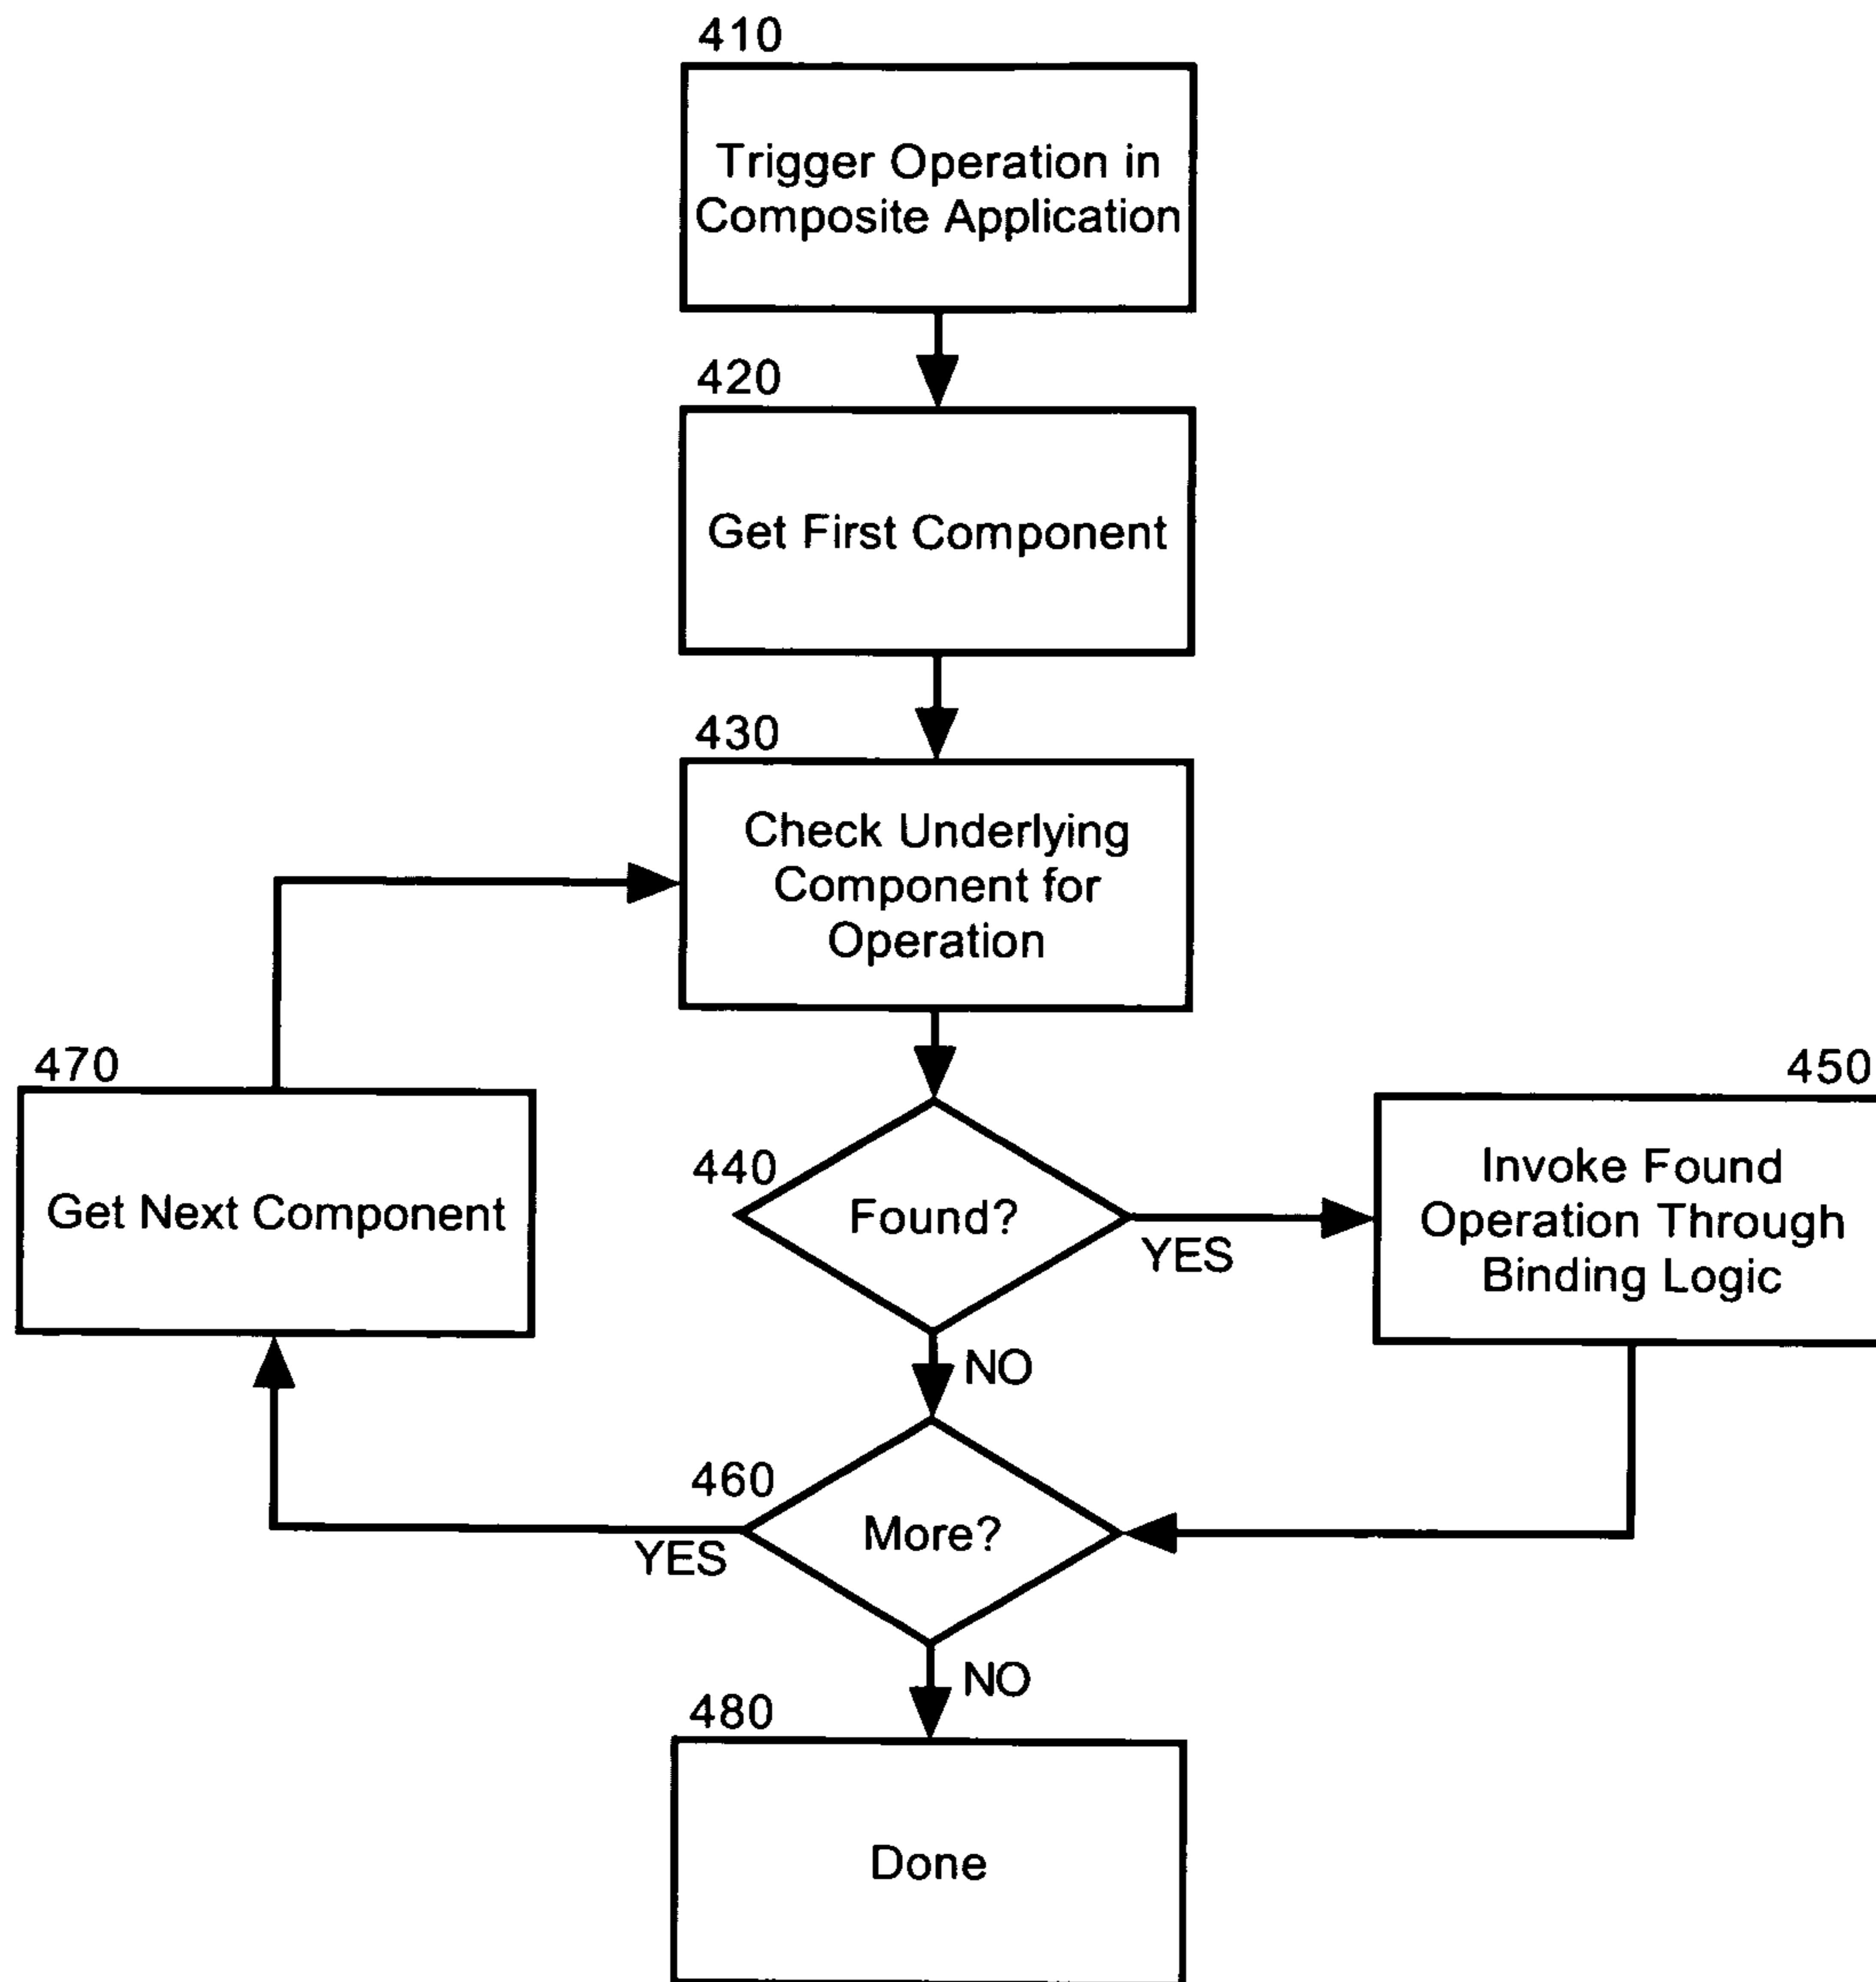 410
Trigger Operation in
Composite Application
420
Get First Component
430
Check Underlying
Component for
Operation
470
Get Next Component
440
Found?
YES
450
Invoke Found
Operation Through
Binding Logic
NO
460
More?
YES
NO
480
Done